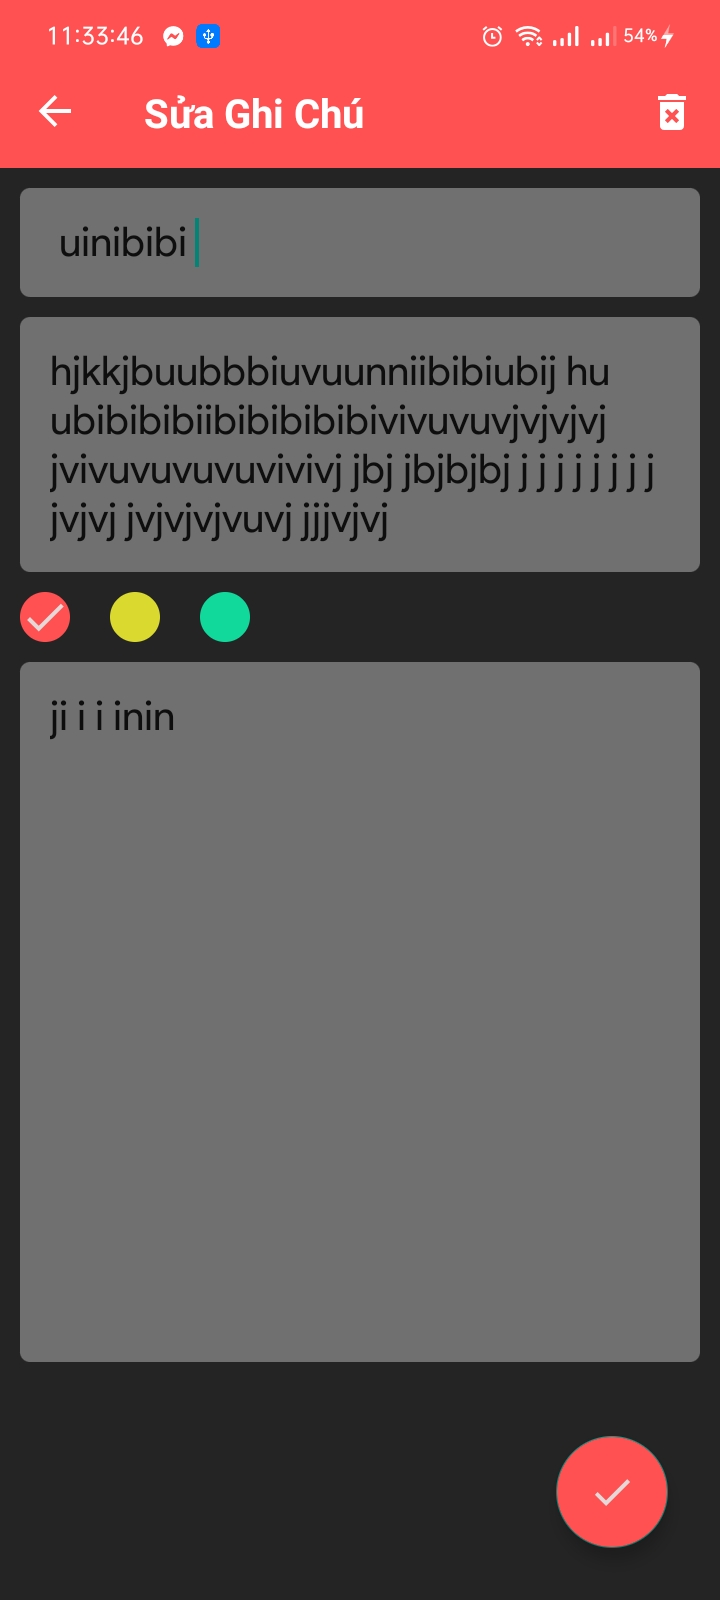 11:33:46 54%
Sửa Ghi Chú
uinibibi
hjkkjbuubbbiuvuunniibibiubij hu
ubibibibiibibibibibivivuvuvjvjvjvj
jvivuvuvuvuvivivj jbj jbjbjbj j j j j j j j j
jvjvj jvjvjvjvuvj jjjvjvj
ji i i inin